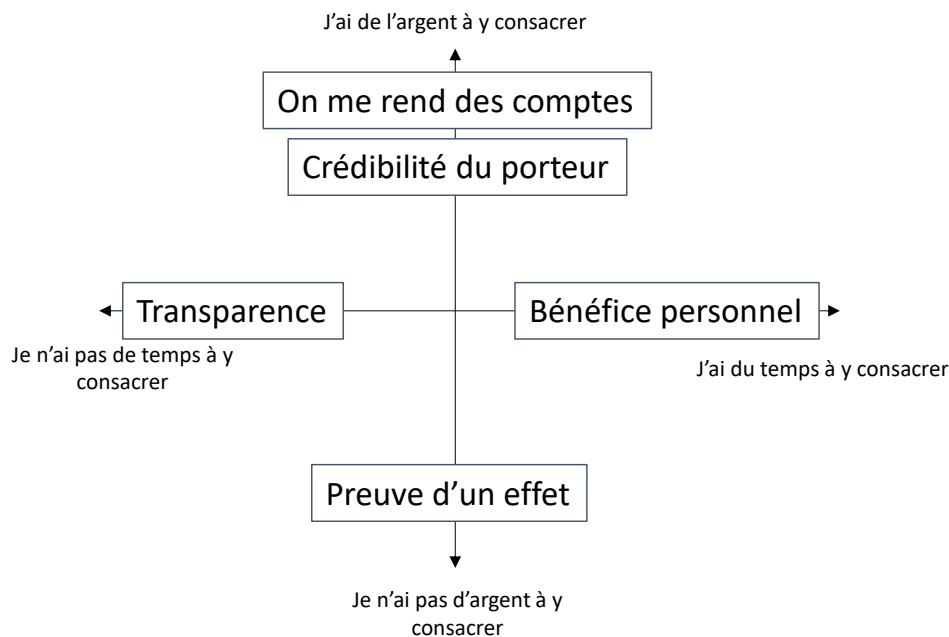 J’ai de l’argent à y consacrer
On me rend des comptes
Crédibilité du porteur
Transparence
Bénéfice personnel
Je n’ai pas de temps à y
consacrer
J’ai du temps à y consacrer
Preuve d’un effet
Je n’ai pas d’argent à y
consacrer